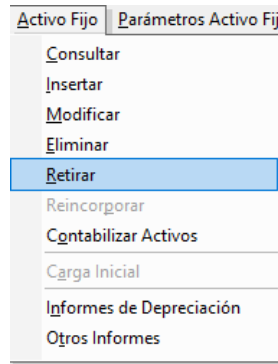 Activo Fijo Parámetros Activo Fij
Consultar
Insertar
Modificar
Eliminar
Retirar
Reincorporar
Contabilizar Activos
Carga Inicial
Informes de Depreciación
Otros Informes